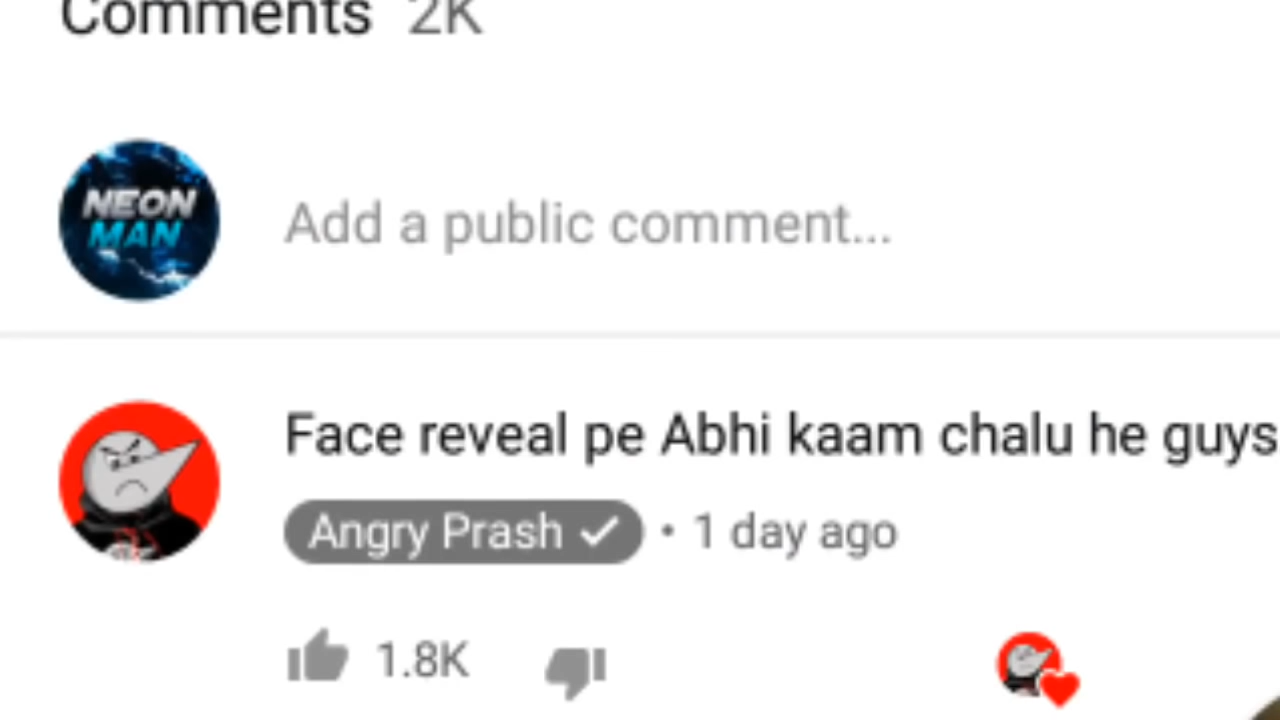 Comments 2K
NEON
MAN
Add a public comment...
Face reveal pe Abhi kaam chalu he guys
Angry Prash • 1 day ago
1.8K